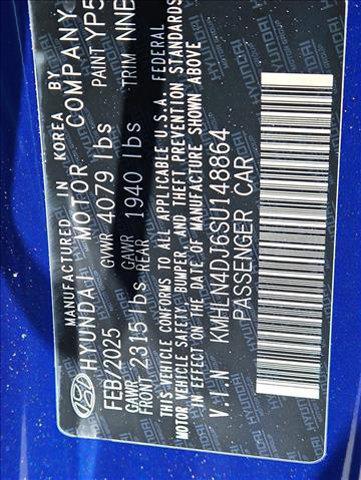 MANUFACTURED IN KOREA BY
HYUNDAI MOTOR COMPANY
FEB/2025 GVWR 4079 lbs PAINT YP5
GAWR FRONT 2315 lbs GAWR REAR 1940 lbs TRIM NNB
THIS VEHICLE CONFORMS TO ALL APPLICABLE U.S.A. FEDERAL
MOTOR VEHICLE SAFETY, BUMPER, AND THEFT PREVENTION STANDARDS
IN EFFECT ON THE DATE OF MANUFACTURE SHOWN ABOVE
V.I.N KMHLN4DJ6SU148864
PASSENGER CAR